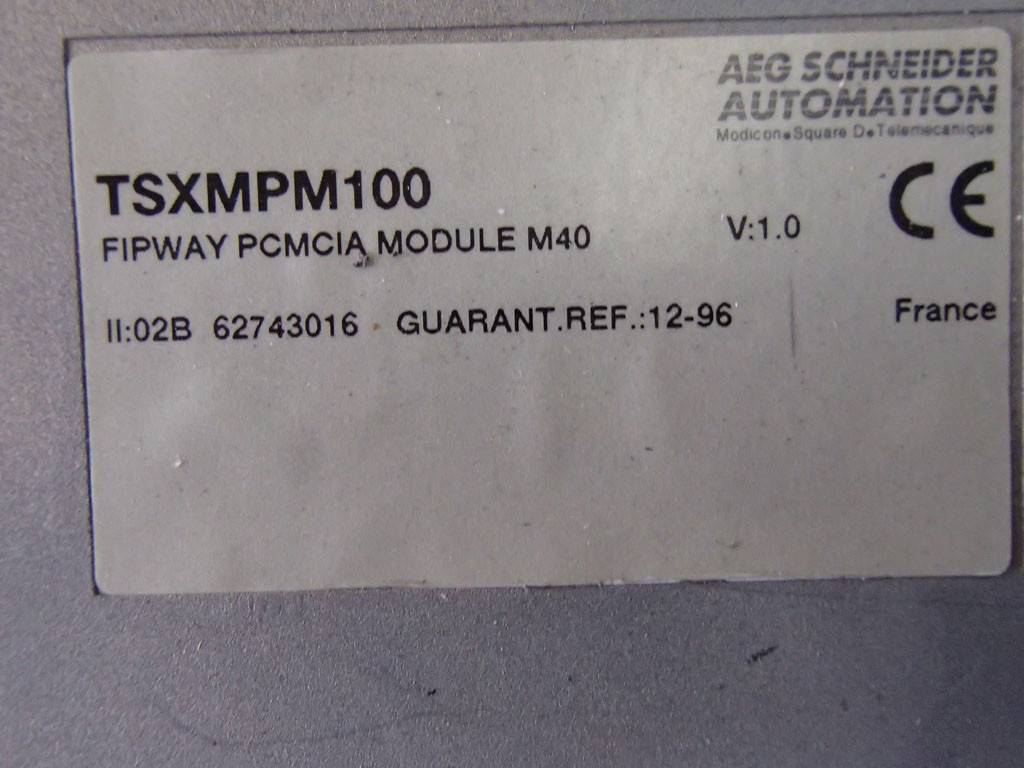 AEG SCHNEIDER
AUTOMATION
Modicon•Square D•Telemecanique
TSXMPM100
CE
FIPWAY PCMCIA MODULE M40 V:1.0
II:02B 62743016 GUARANT.REF.:12-96 France